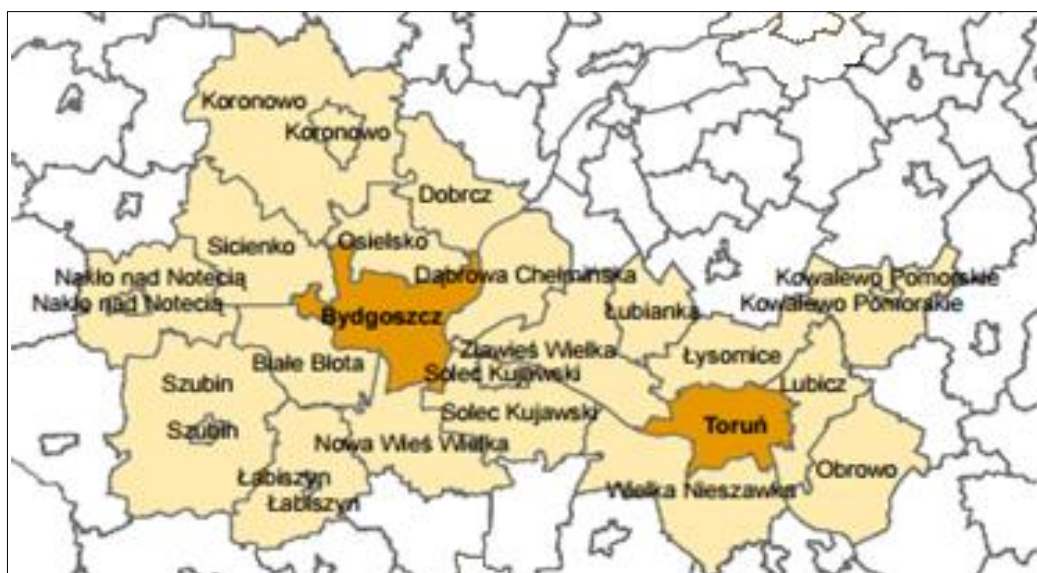 Koronowo
Koronowo
Dobrcz
Sicienko
Osielsko
Nakło nad Notecią
Dąbrowa Chełmińska
Kowalewo Pomorskie
Nakło nad Notecią
Kowalewo Pomorskie
Łubianka
Bydgoszcz
Zławieś Wielka
Łysomice
Białe Błota
Solec Kujawski
Szubin
Lubicz
Solec Kujawski
Toruń
Szubin
Nowa Wieś Wielka
Obrowo
Łabiszyn
Wielka Nieszawka
Łabiszyn